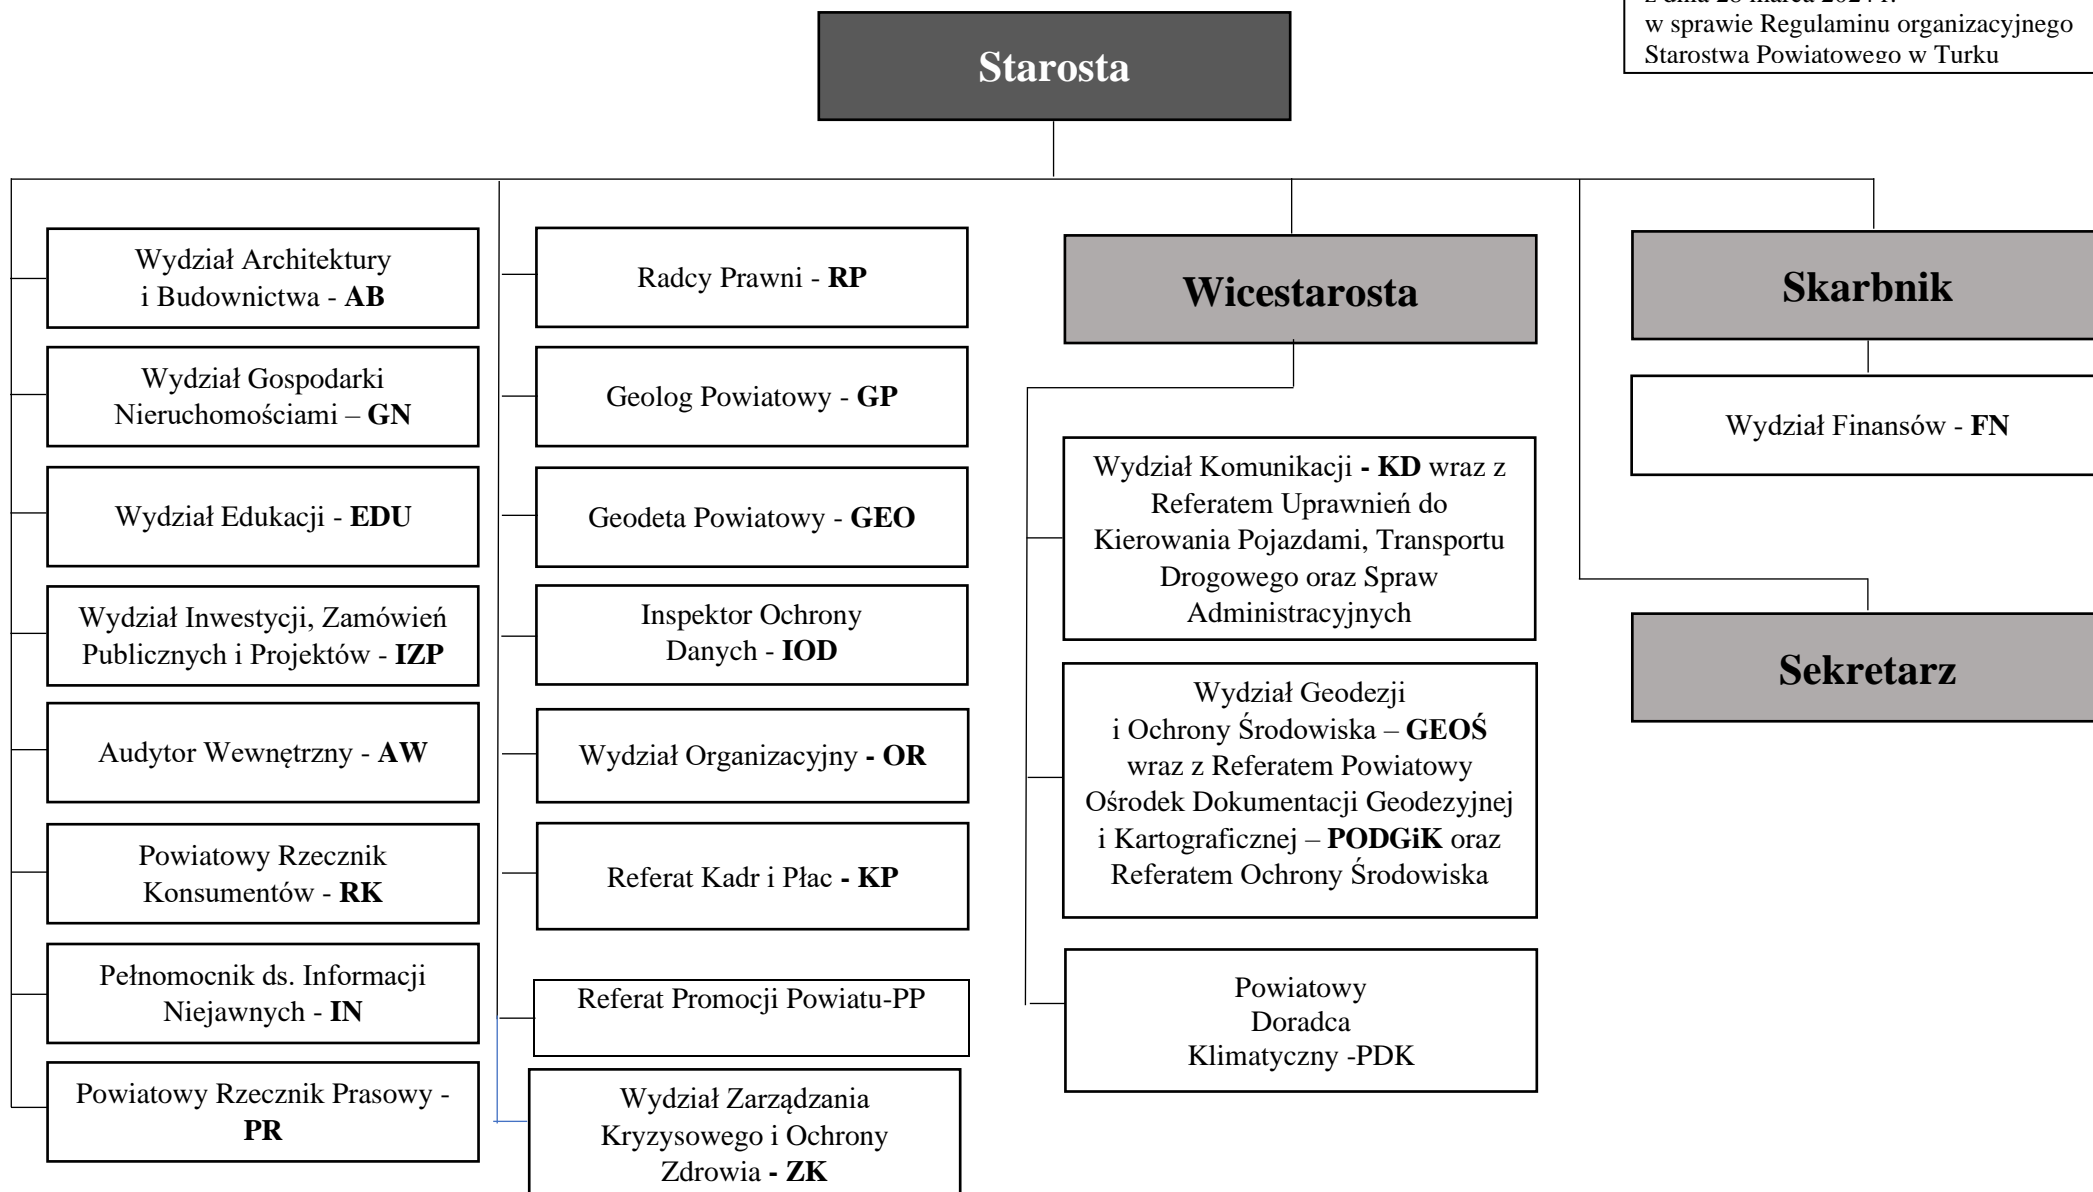 z dnia 28 marca 2024 r.
w sprawie Regulaminu organizacyjnego
Starostwa Powiatowego w Turku
Starosta
Wydział Architektury
i Budownictwa - AB
Wydział Gospodarki
Nieruchomościami – GN
Wydział Edukacji - EDU
Wydział Inwestycji, Zamówień
Publicznych i Projektów - IZP
Audytor Wewnętrzny - AW
Powiatowy Rzecznik
Konsumentów - RK
Pełnomocnik ds. Informacji
Niejawnych - IN
Powiatowy Rzecznik Prasowy -
PR
Radcy Prawni - RP
Geolog Powiatowy - GP
Geodeta Powiatowy - GEO
Inspektor Ochrony
Danych - IOD
Wydział Organizacyjny - OR
Referat Kadr i Płac - KP
Referat Promocji Powiatu-PP
Wydział Zarządzania
Kryzysowego i Ochrony
Zdrowia - ZK
Wicestarosta
Wydział Komunikacji - KD wraz z
Referatem Uprawnień do
Kierowania Pojazdami, Transportu
Drogowego oraz Spraw
Administracyjnych
Wydział Geodezji
i Ochrony Środowiska – GEOŚ
wraz z Referatem Powiatowy
Ośrodek Dokumentacji Geodezyjnej
i Kartograficznej – PODGiK oraz
Referatem Ochrony Środowiska
Powiatowy
Doradca
Klimatyczny -PDK
Skarbnik
Wydział Finansów - FN
Sekretarz